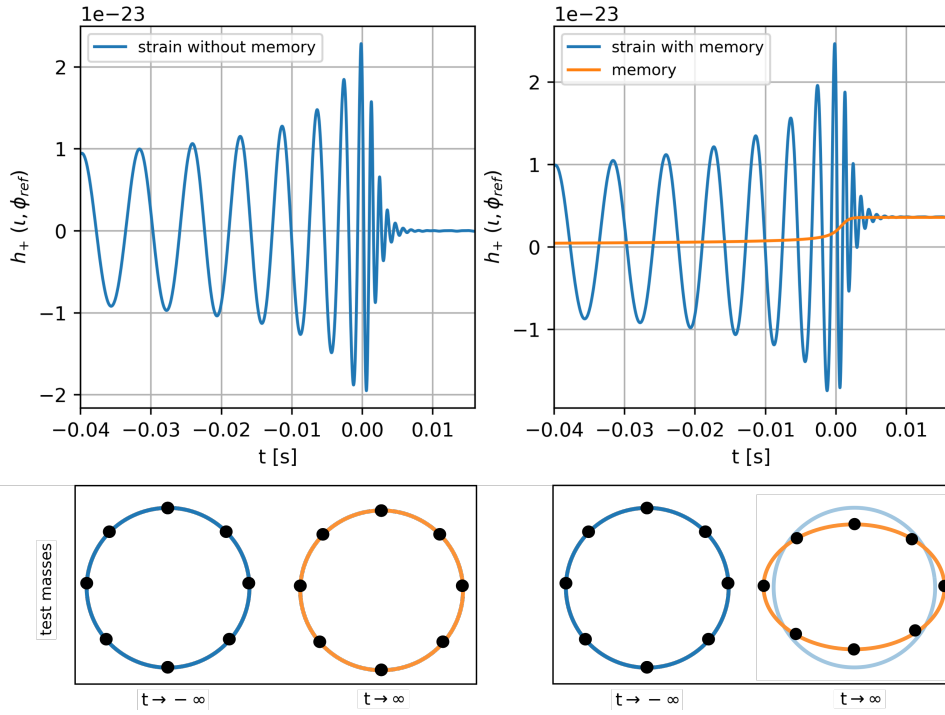 1e−23
strain without memory
2
1
0
−1
−2
h₊ (ι, ϕ_ref)
−0.04 −0.03 −0.02 −0.01 0.00 0.01
t [s]
1e−23
strain with memory
memory
2
1
0
−1
h₊ (ι, ϕ_ref)
−0.04 −0.03 −0.02 −0.01 0.00 0.01
t [s]
test masses
t → − ∞
t → ∞
t → − ∞
t → ∞